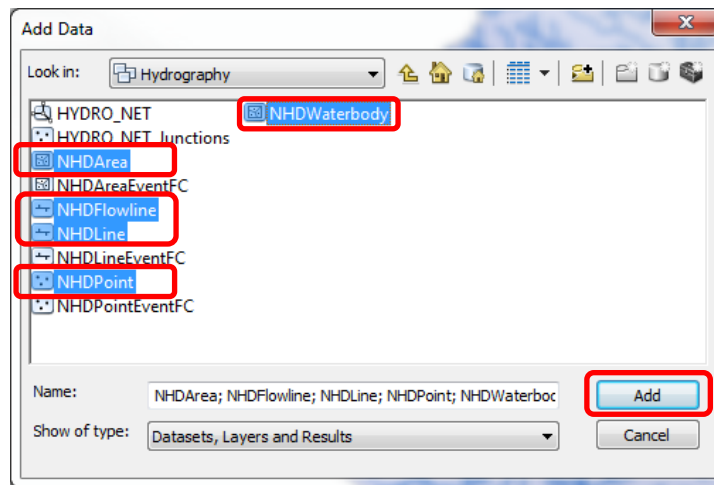 Add Data
Look in: Hydrography
HYDRO_NET
HYDRO_NET_Junctions
NHDArea
NHDAreaEventFC
NHDFlowline
NHDLine
NHDLineEventFC
NHDPoint
NHDPointEventFC
NHDWaterbody
Name: NHDArea; NHDFlowline; NHDLine; NHDPoint; NHDWaterboc
Add
Show of type: Datasets, Layers and Results
Cancel